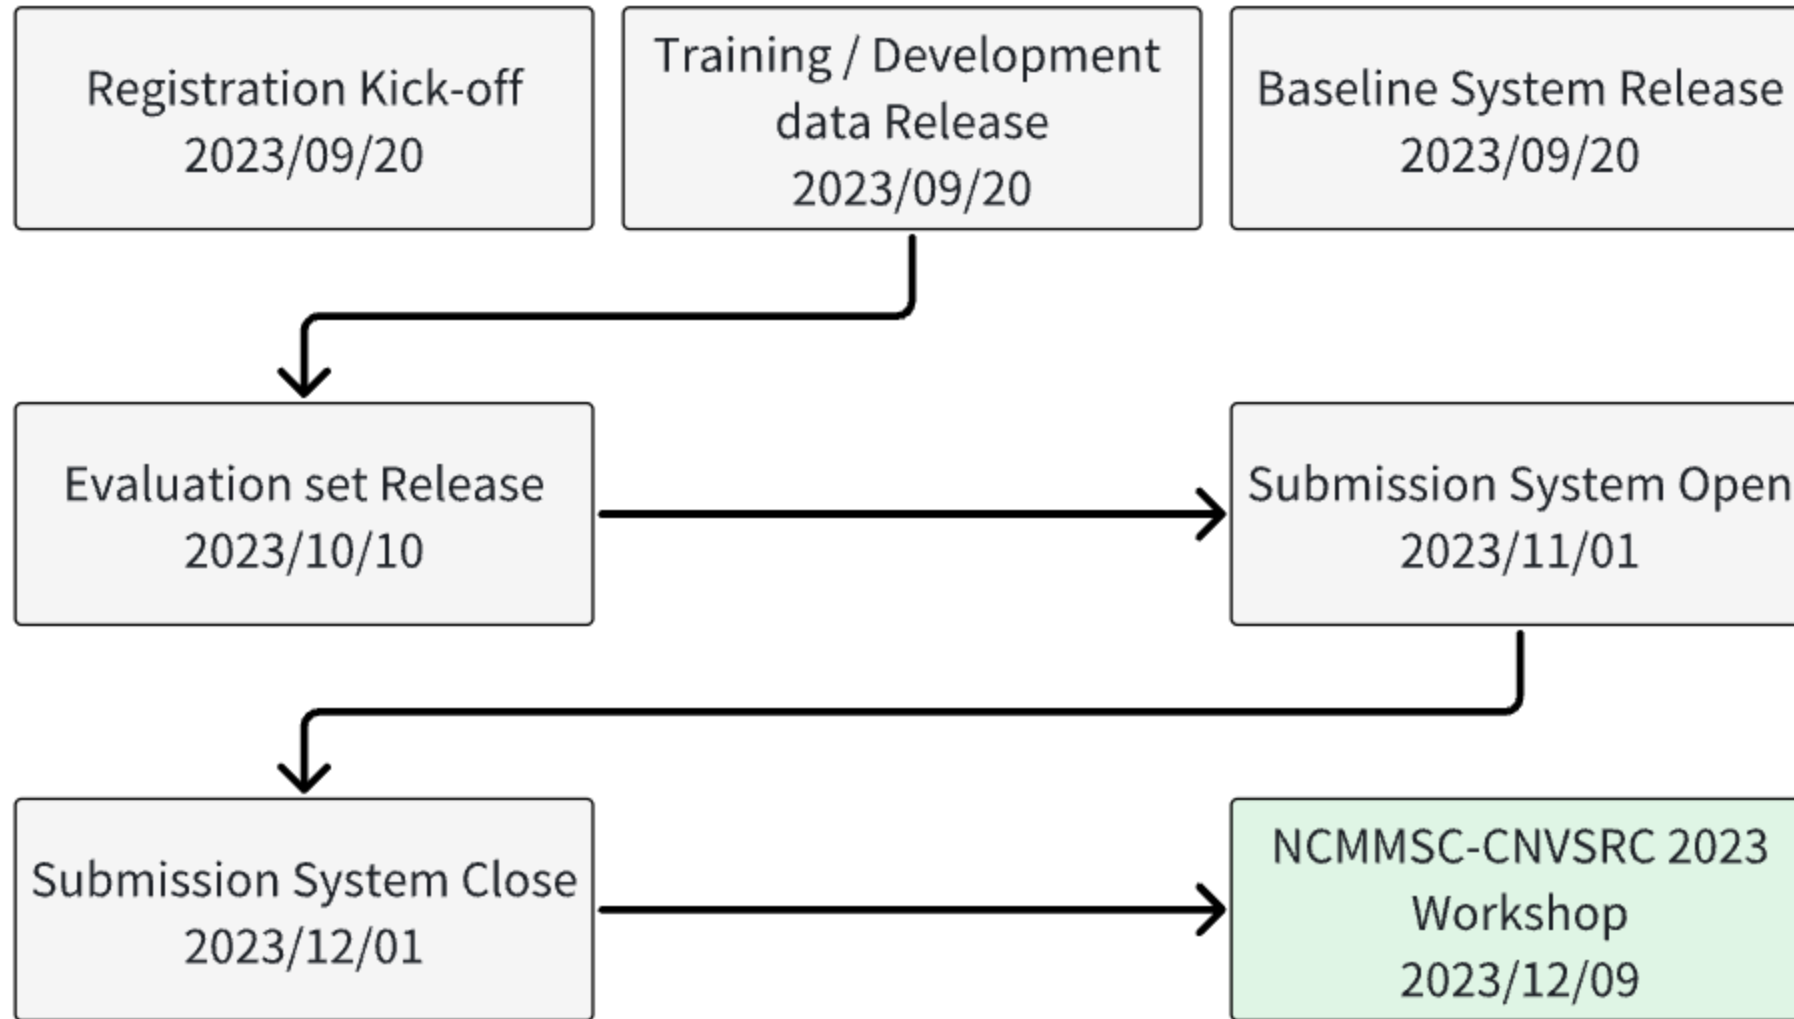 Registration Kick-off
2023/09/20
Training / Development
data Release
2023/09/20
Baseline System Release
2023/09/20
Evaluation set Release
2023/10/10
Submission System Open
2023/11/01
Submission System Close
2023/12/01
NCMMSC-CNVSRC 2023
Workshop
2023/12/09